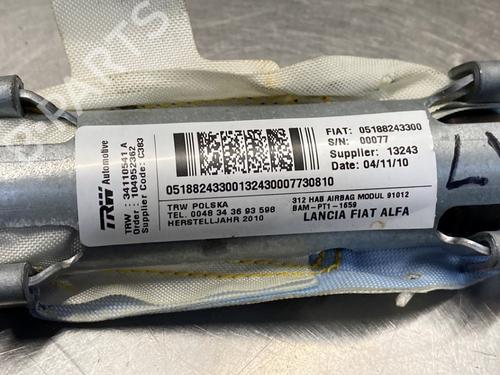 TRW Automotive
TRW : 34110541.A
Order : 104952362
Supplier Code: C383
FIAT: 05188243300
S/N: 00077
Supplier: 13243
Date: 04/11/10
05188243300132430007730810
TRW POLSKA
TEL. 0048 34 36 93 598
HERSTELLJAHR 2010
312 HAB AIRBAG MODUL 91012
BAM-PT1-1659
LANCIA FIAT ALFA